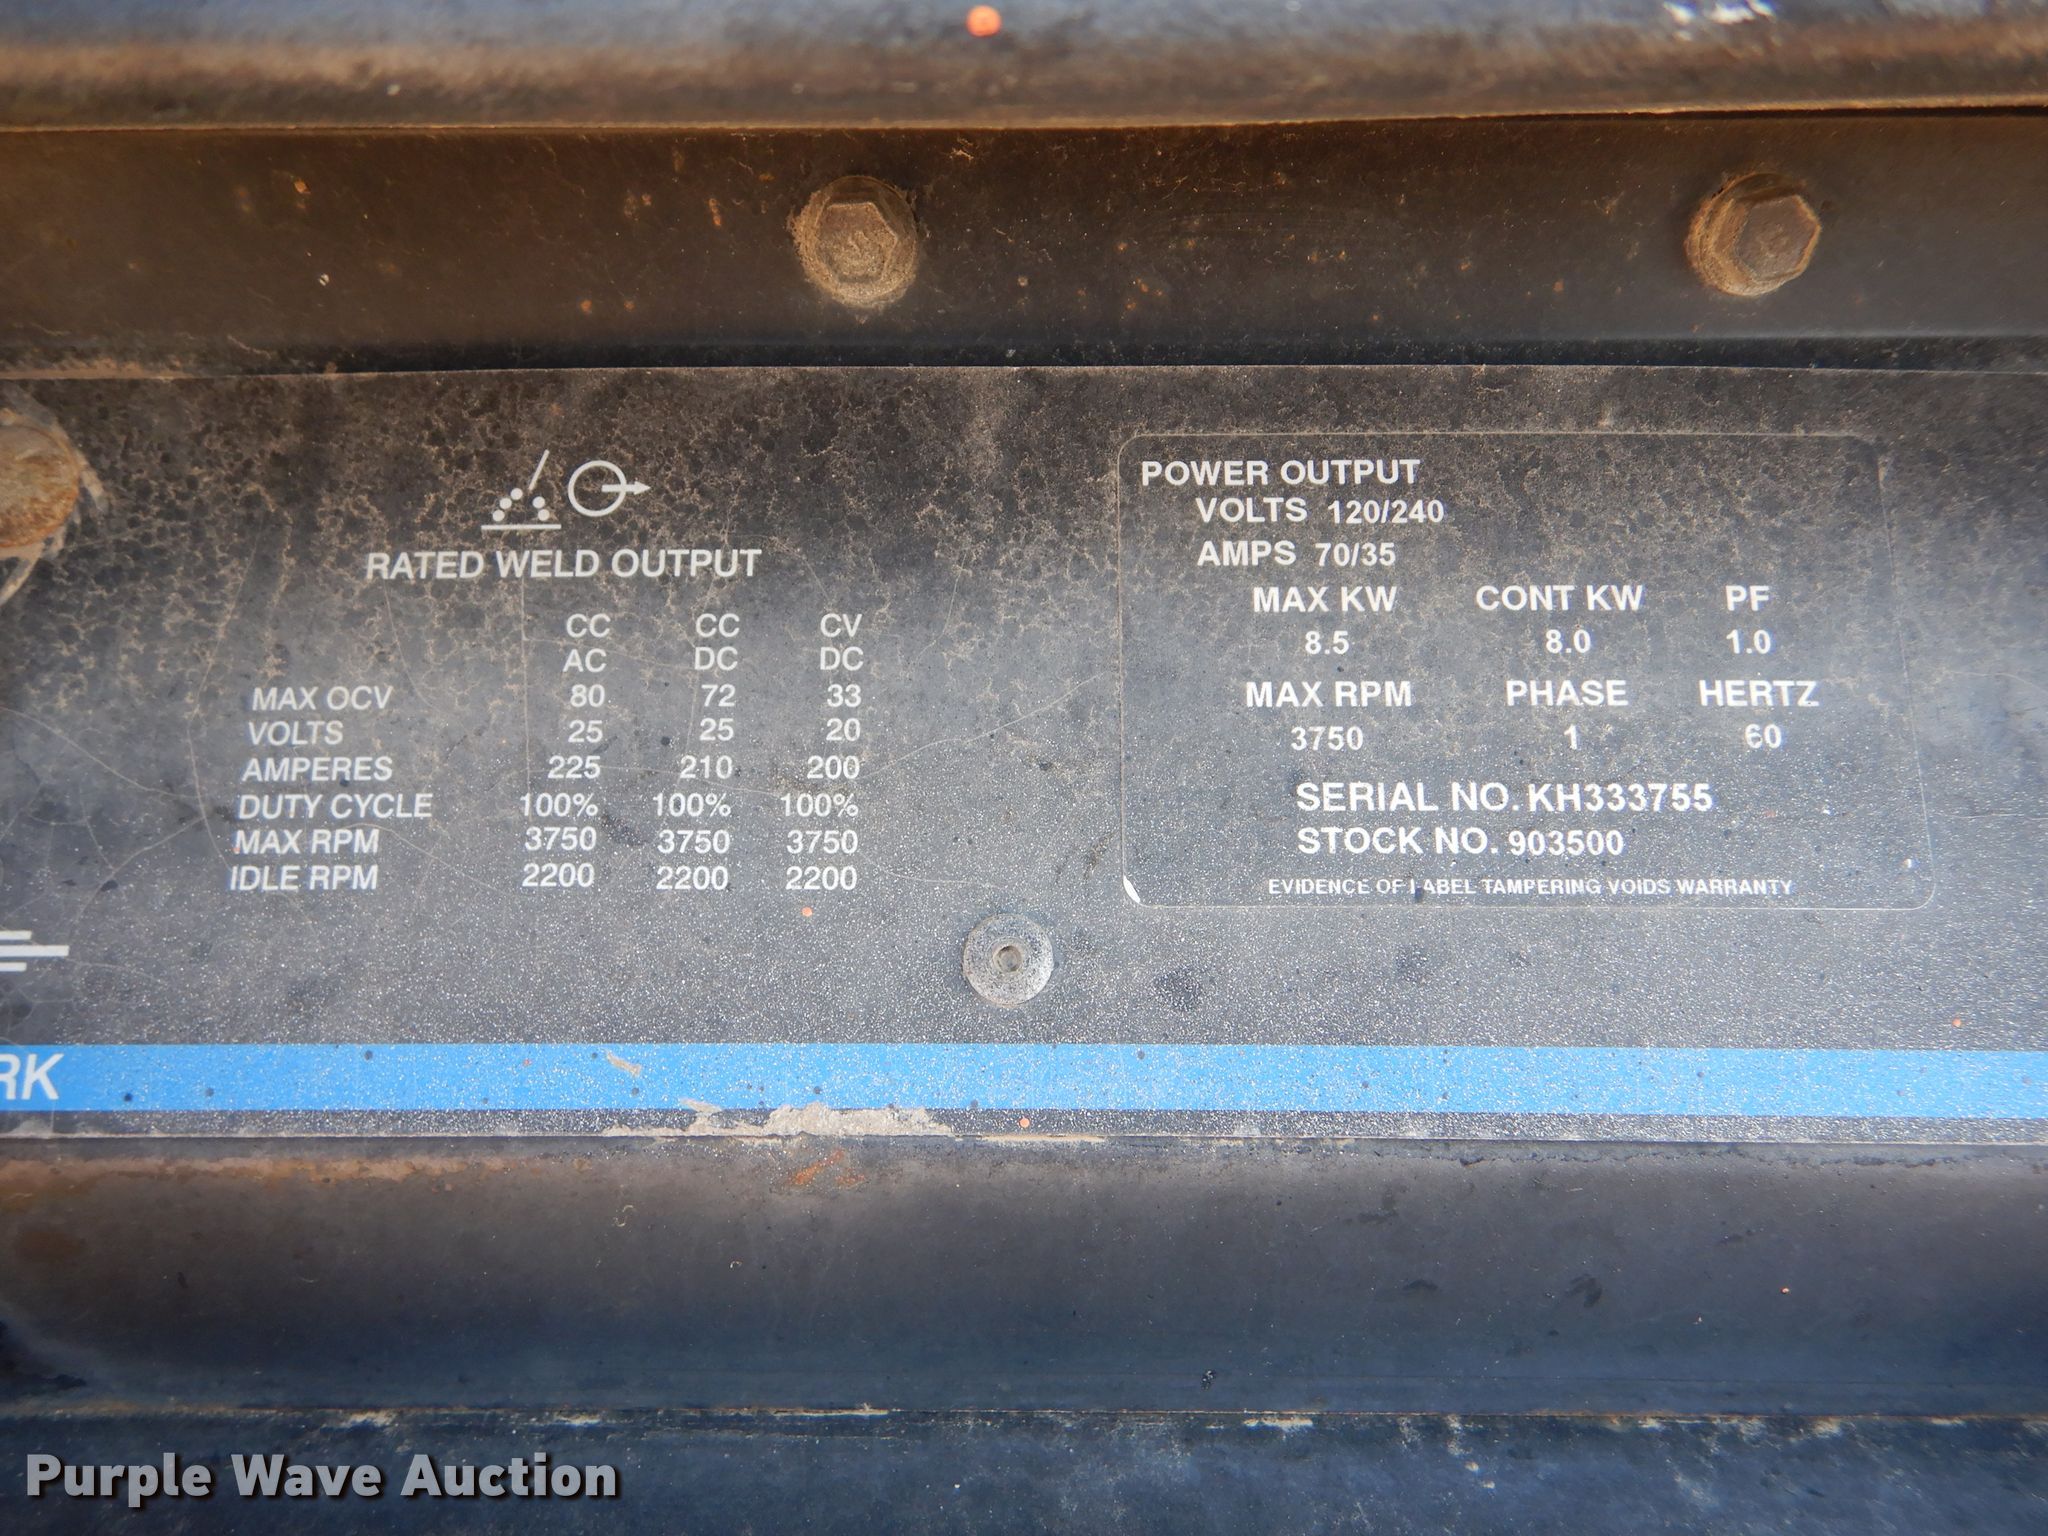 RATED WELD OUTPUT
CC CC CV
AC DC DC
MAX OCV 80 72 33
VOLTS 25 25 20
AMPERES 225 210 200
DUTY CYCLE 100% 100% 100%
MAX RPM 3750 3750 3750
IDLE RPM 2200 2200 2200
POWER OUTPUT
VOLTS 120/240
AMPS 70/35
MAX KW CONT KW PF
8.5 8.0 1.0
MAX RPM PHASE HERTZ
3750 1 60
SERIAL NO. KH333755
STOCK NO. 903500
EVIDENCE OF LABEL TAMPERING VOIDS WARRANTY
RK
Purple Wave Auction